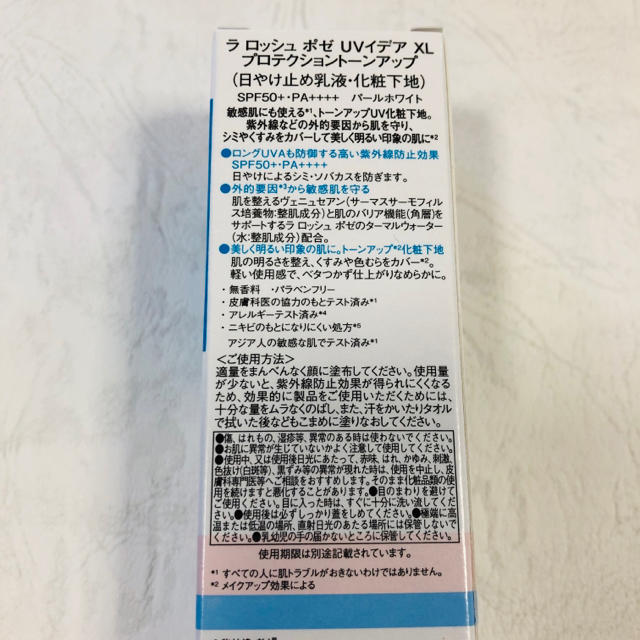 ラ ロッシュ ポゼ UVイデア XL
プロテクショントーンアップ
(日やけ止め乳液・化粧下地)
SPF50+・PA++++ パールホワイト
敏感肌にも使える*1、トーンアップUV化粧下地。
紫外線などの外的要因から肌を守り、
シミやくすみをカバーして美しく明るい印象の肌に*2
●ロングUVAも防御する高い紫外線防止効果
SPF50+・PA++++
日やけによるシミ・ソバカスを防ぎます。
●外的要因*3から敏感肌を守る
肌を整えるヴェニュセアン(サーマスサーモフィル
ス培養物:整肌成分)と肌のバリア機能(角層)を
サポートするラ ロッシュ ポゼのターマルウォーター
(水:整肌成分)配合。
●美しく明るい印象の肌に。トーンアップ*2化粧下地
肌の明るさを整え、くすみや色むらをカバー*2。
軽い使用感で、ベタつかず仕上がりなめらかに。
・無香料 ・パラベンフリー
・皮膚科医の協力のもとテスト済み*1
・アレルギーテスト済み*4
・ニキビのもとになりにくい処方*5
アジア人の敏感な肌でテスト済み*1
<ご使用方法>
適量をまんべんなく顔に塗布してください。使用量
が少ないと、紫外線防止効果が得られにくくなる
ため、効果的に製品をご使用いただくためには、
十分な量をムラなくのばし、また、汗をかいたりタオル
で拭いた後などもこまめに塗りなおしてください。
●傷、はれもの、湿疹等、異常のある時は使わないでください。
●お肌に異常が生じていないかよく注意して使用してください。
●使用中、又は使用後日光にあたって、赤味、はれ、かゆみ、刺激、
色抜け(白斑等)、黒ずみ等の異常が現れた時は、使用を中止し、皮
膚科専門医等へご相談をおすすめします。そのまま化粧品類の使
用を続けますと悪化することがあります。●目のまわりを避けて
ご使用ください。目に入った時は、すぐに十分に洗い流してくだ
さい。●使用後は必ずしっかり蓋をしめてください。●極端に高
温または低温の場所、直射日光のあたる場所には保管しないで
ください。●乳幼児の手の届かないところに保管してください。
使用期限は別途記載されています。
*1 すべての人に肌トラブルがおきないわけではありません。
*2 メイクアップ効果による